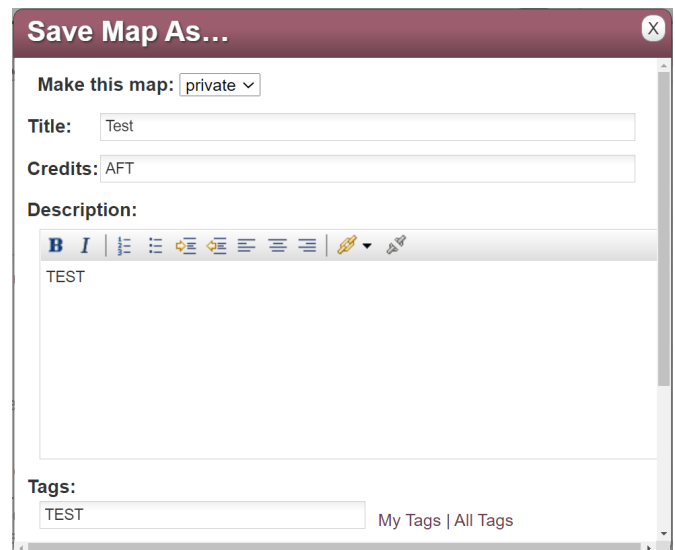 Save Map As...
X
Make this map: private
Title: Test
Credits: AFT
Description:
B I
TEST
Tags:
TEST
My Tags | All Tags